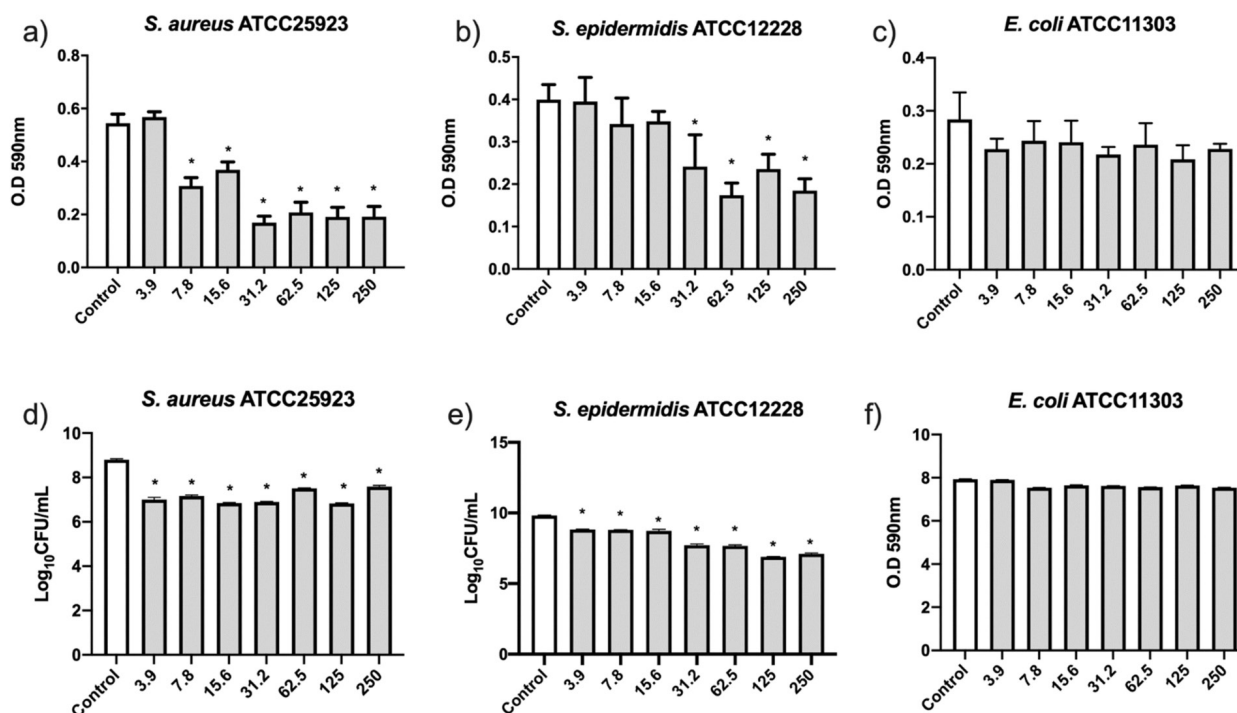 a)
S. aureus ATCC25923
O.D 590nm
0.8
0.6
0.4
0.2
0.0
* * * * * *
Control 3.9 7.8 15.6 31.2 62.5 125 250
b)
S. epidermidis ATCC12228
O.D 590nm
0.5
0.4
0.3
0.2
0.1
0.0
* * * *
Control 3.9 7.8 15.6 31.2 62.5 125 250
c)
E. coli ATCC11303
O.D 590nm
0.4
0.3
0.2
0.1
0.0
Control 3.9 7.8 15.6 31.2 62.5 125 250
d)
S. aureus ATCC25923
Log10CFU/mL
10
8
6
4
2
0
* * * * * * *
Control 3.9 7.8 15.6 31.2 62.5 125 250
e)
S. epidermidis ATCC12228
Log10CFU/mL
15
10
5
0
* * * * * * *
Control 3.9 7.8 15.6 31.2 62.5 125 250
f)
E. coli ATCC11303
O.D 590nm
10
8
6
4
2
0
Control 3.9 7.8 15.6 31.2 62.5 125 250